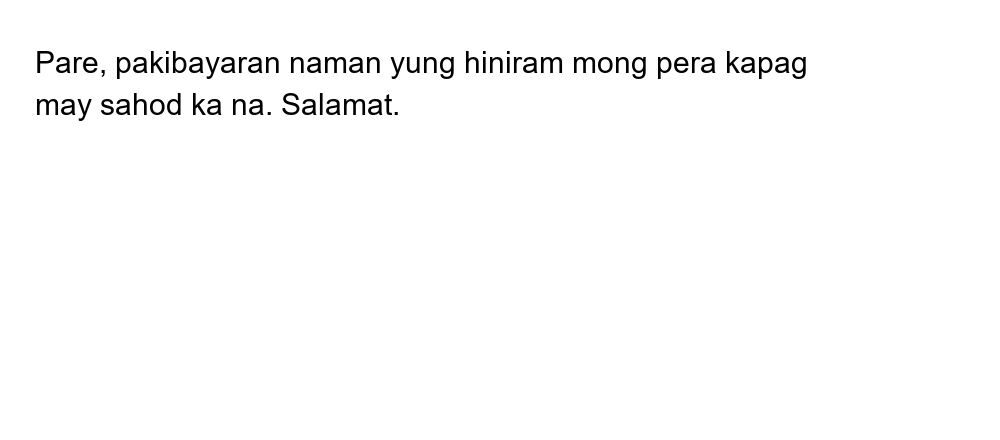 Pare, pakibayaran naman yung hiniram mong pera kapag
may sahod ka na. Salamat.